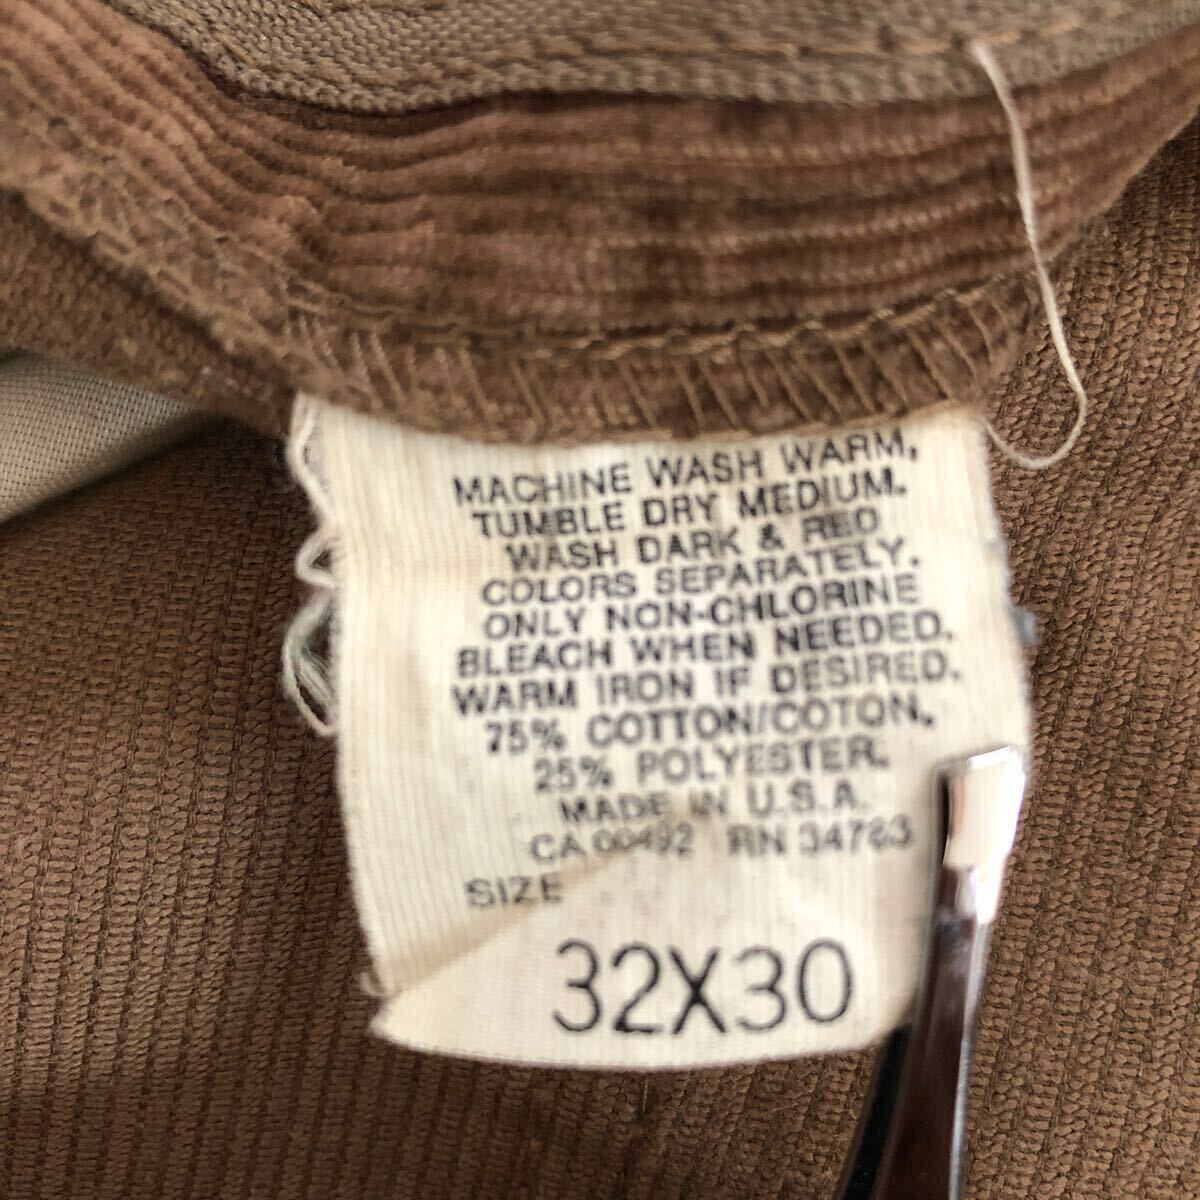 MACHINE WASH WARM,
TUMBLE DRY MEDIUM.
WASH DARK & RED
COLORS SEPARATELY.
ONLY NON-CHLORINE
BLEACH WHEN NEEDED.
WARM IRON IF DESIRED.
75% COTTON/COTON,
25% POLYESTER.
MADE IN U.S.A.
CA 00492 RN 34763
SIZE
32X30